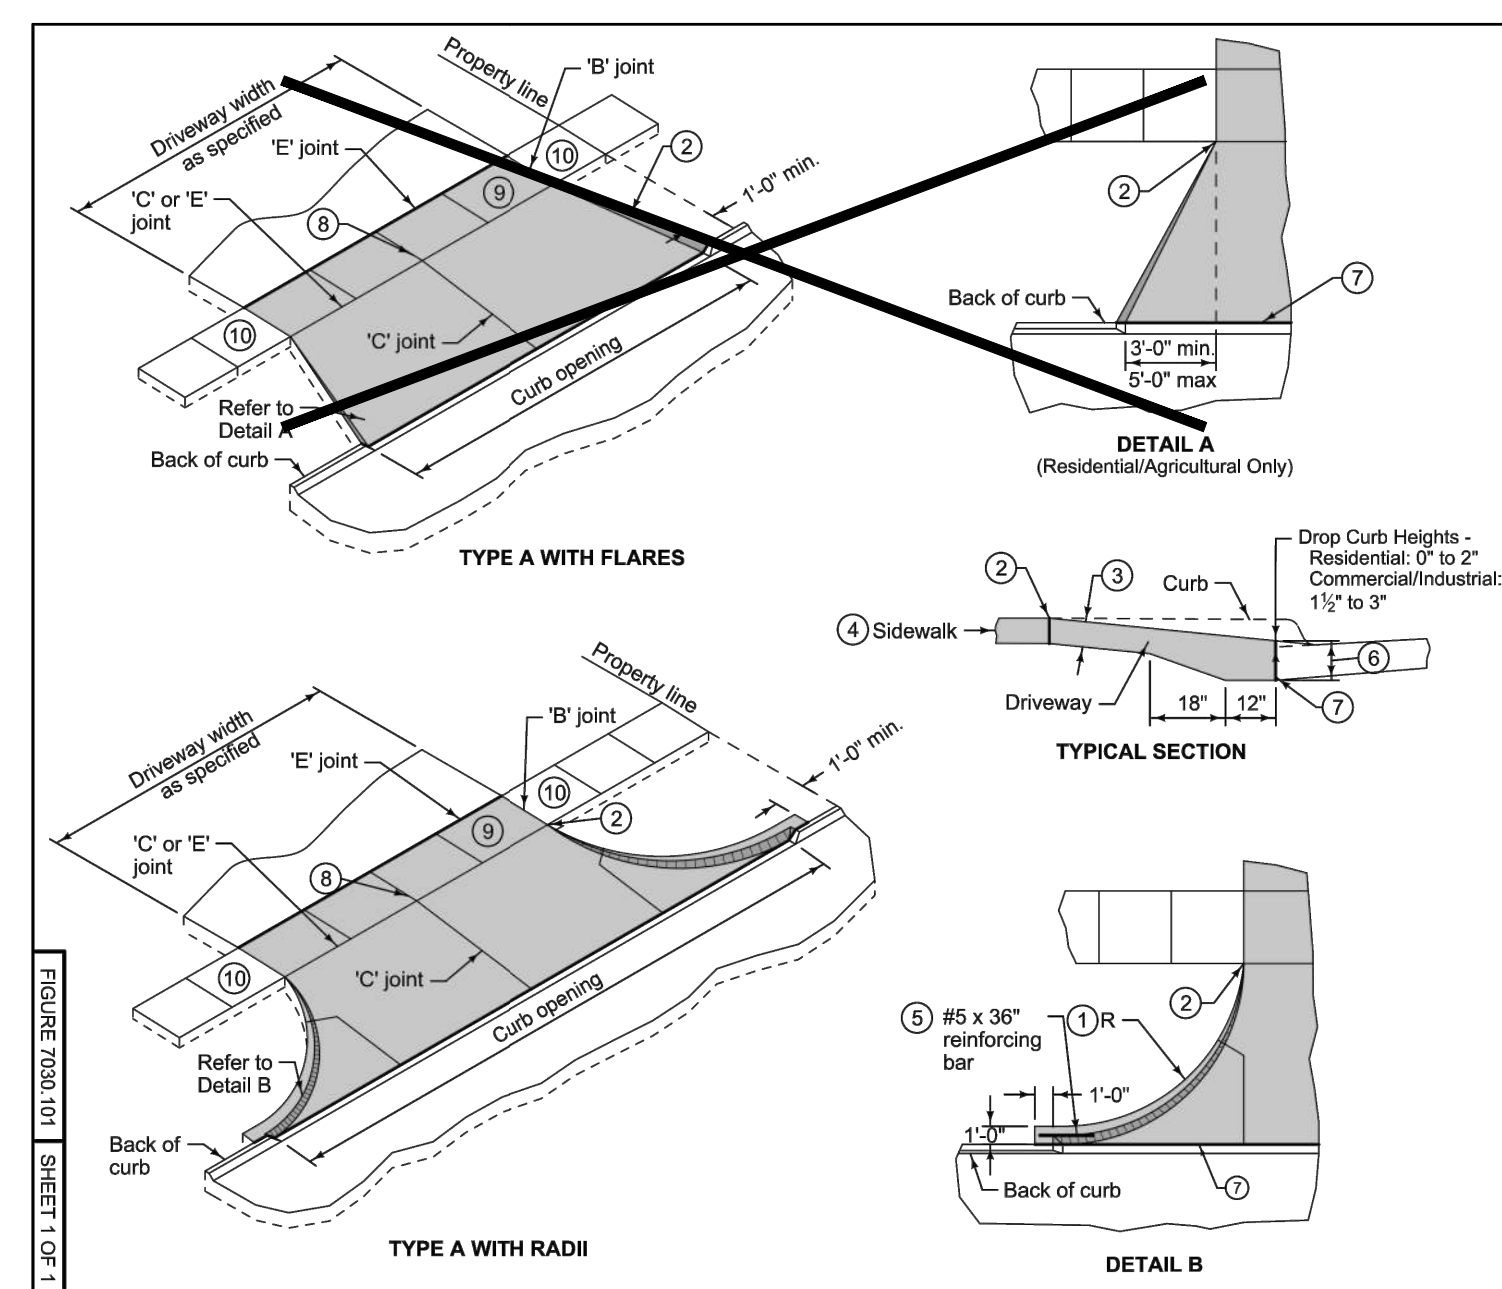 Property line
'B' joint
Driveway width
as specified
10
2
'E' joint
1'-0" min.
9
'C' or 'E'
joint
8
10
'C' joint
Curb opening
Refer to
Detail A
Back of curb
TYPE A WITH FLARES
2
Back of curb
7
3'-0" min.
5'-0" max
DETAIL A
(Residential/Agricultural Only)
Drop Curb Heights -
Residential: 0" to 2"
Commercial/Industrial:
1½" to 3"
2
3
Curb
4 Sidewalk
6
Driveway
18"
12"
7
TYPICAL SECTION
Property line
'B' joint
Driveway width
as specified
'E' joint
1'-0" min.
10
2
9
'C' or 'E'
joint
8
10
'C' joint
Curb opening
Refer to
Detail B
Back of
curb
TYPE A WITH RADII
2
5 #5 x 36"
reinforcing
bar
1 R
1'-0"
1'-0"
Back of curb
7
DETAIL B
FIGURE 7030.101
SHEET 1 OF 1